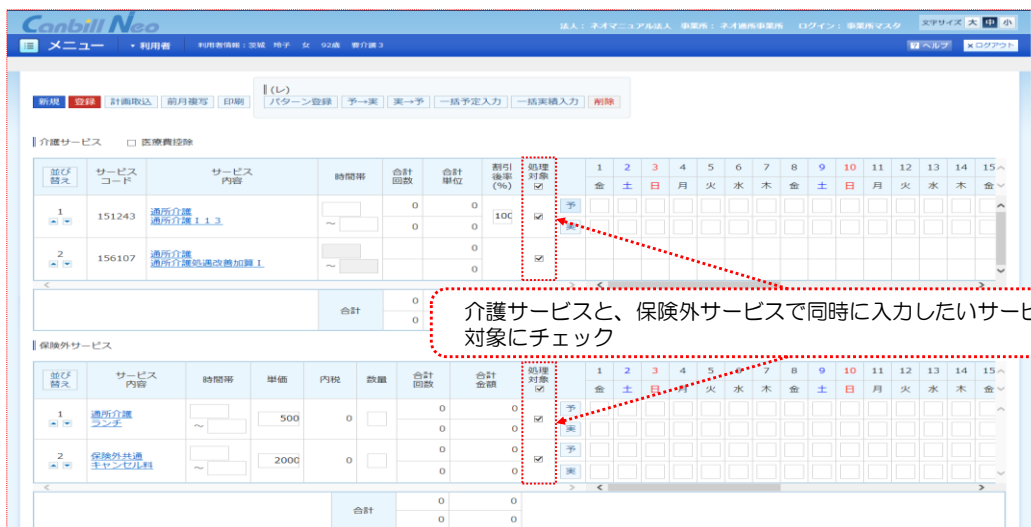 Canbill Neo
法人: ネオマニュアル法人 事業所: ネオ通所事業所 ログイン: 事業所マスタ 文字サイズ 大 中 小
メニュー ・利用者 利用者情報:茨城 玲子 女 92歳 要介護3 ヘルプ ×ログアウト
(レ)
新規 登録 計画取込 前月複写 印刷 パターン登録 予→実 実→予 一括予定入力 一括実績入力 削除
介護サービス 医療費控除
並び替え サービスコード サービス内容 時間帯 合計回数 合計単位 割引後率(%) 処理対象 1 2 3 4 5 6 7 8 9 10 11 12 13 14 15
金 土 日 月 火 水 木 金 土 日 月 火 水 木 金
1 151243 通所介護 0 0 100 予
通所介護Ⅰ13 ~ 0 0 実
2 156107 通所介護 0
通所介護処遇改善加算Ⅰ ~ 0
合計 0
0
介護サービスと、保険外サービスで同時に入力したいサービ
対象にチェック
保険外サービス
並び替え サービス内容 時間帯 単価 内税 数量 合計回数 合計金額 処理対象 1 2 3 4 5 6 7 8 9 10 11 12 13 14 15
金 土 日 月 火 水 木 金 土 日 月 火 水 木 金
1 通所介護 500 0 0 0 予
ランチ ~ 0 0 実
2 保険外共通 2000 0 0 0 予
キャンセル料 ~ 0 0 実
合計 0 0
0 0